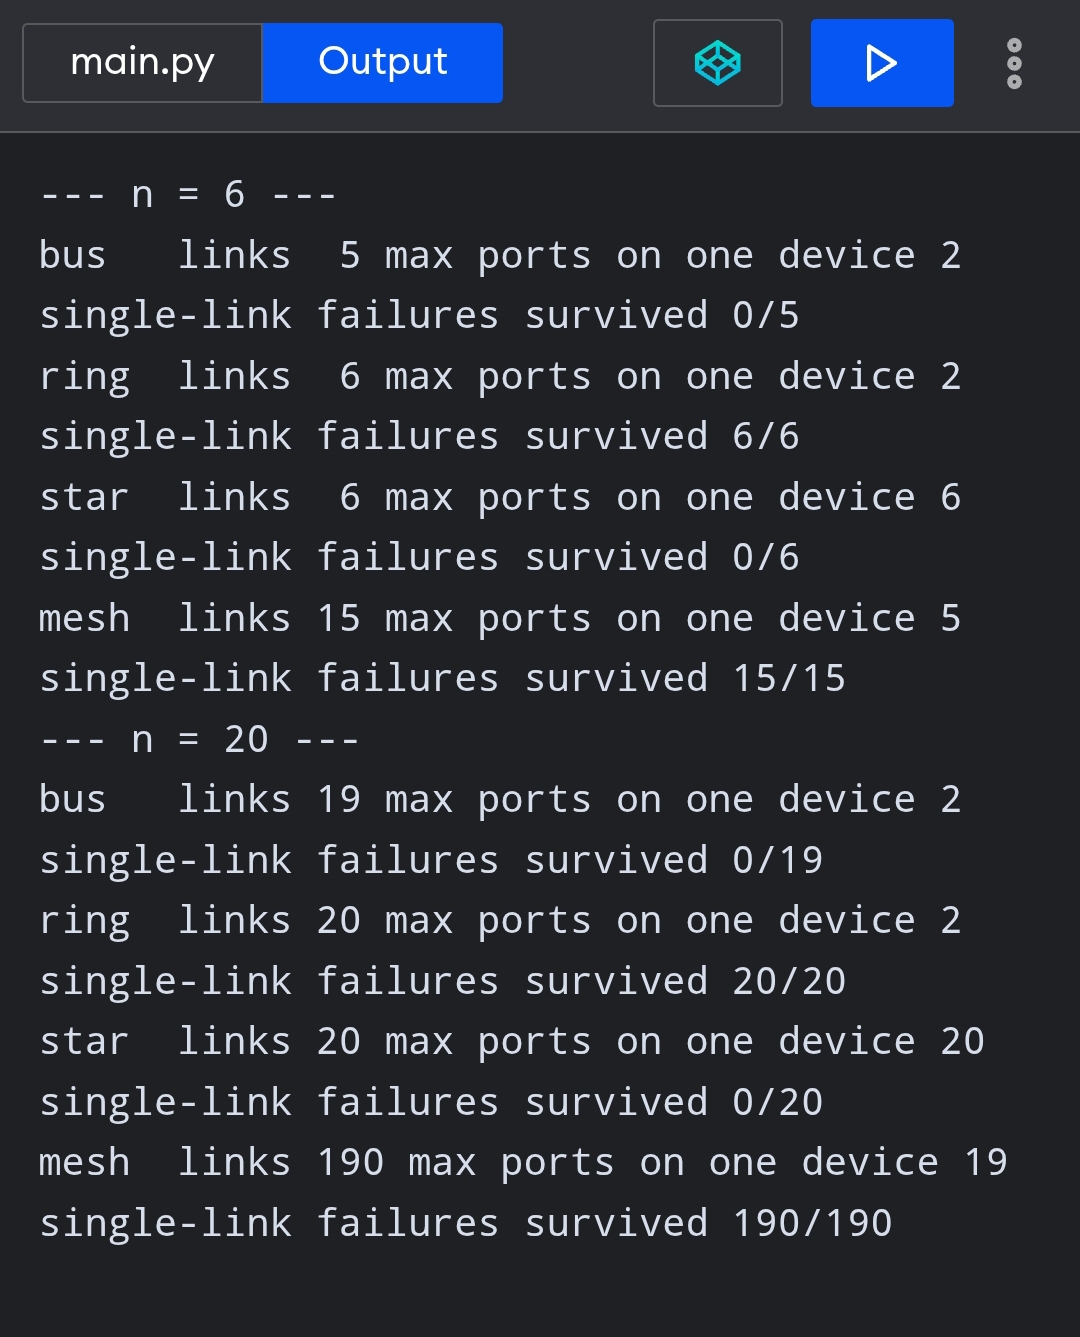 main.py Output
--- n = 6 ---
bus   links  5 max ports on one device 2
single-link failures survived 0/5
ring  links  6 max ports on one device 2
single-link failures survived 6/6
star  links  6 max ports on one device 6
single-link failures survived 0/6
mesh  links 15 max ports on one device 5
single-link failures survived 15/15
--- n = 20 ---
bus   links 19 max ports on one device 2
single-link failures survived 0/19
ring  links 20 max ports on one device 2
single-link failures survived 20/20
star  links 20 max ports on one device 20
single-link failures survived 0/20
mesh  links 190 max ports on one device 19
single-link failures survived 190/190